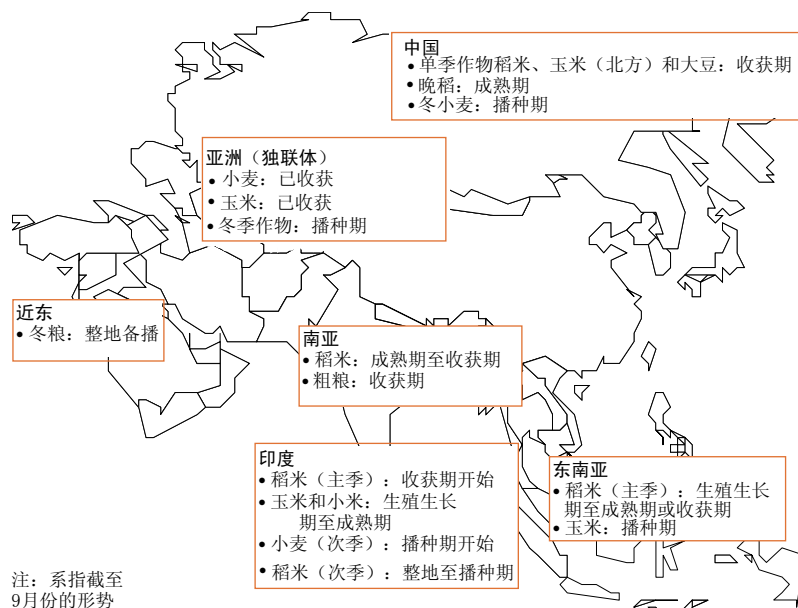 中国
• 单季作物稻米、玉米（北方）和大豆：收获期
• 晚稻：成熟期
• 冬小麦：播种期
亚洲（独联体）
• 小麦：已收获
• 玉米：已收获
• 冬季作物：播种期
近东
• 冬粮：整地备播
南亚
• 稻米：成熟期至收获期
• 粗粮：收获期
印度
• 稻米（主季）：收获期开始
• 玉米和小米：生殖生长
期至成熟期
• 小麦（次季）：播种期开始
• 稻米（次季）：整地至播种期
东南亚
• 稻米（主季）：生殖生长
期至成熟期或收获期
• 玉米：播种期
注：系指截至
9月份的形势